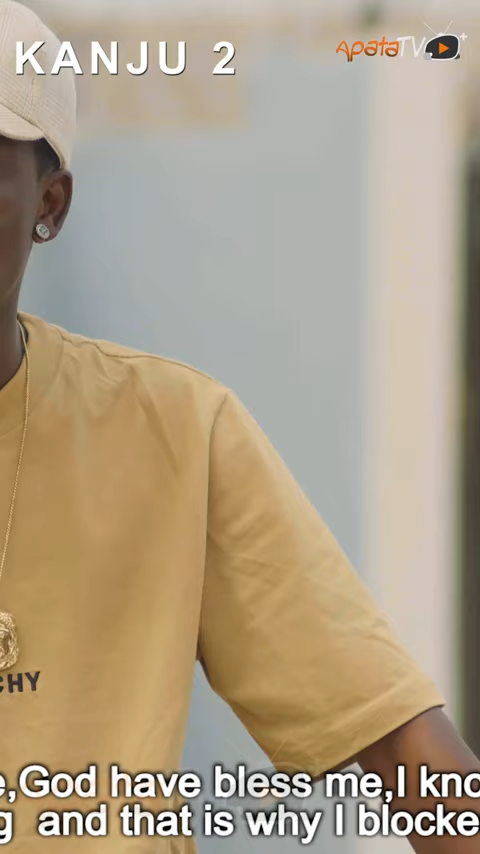 KANJU 2
ApataTV+
CHY
e,God have bless me,I kno
g and that is why I blocke